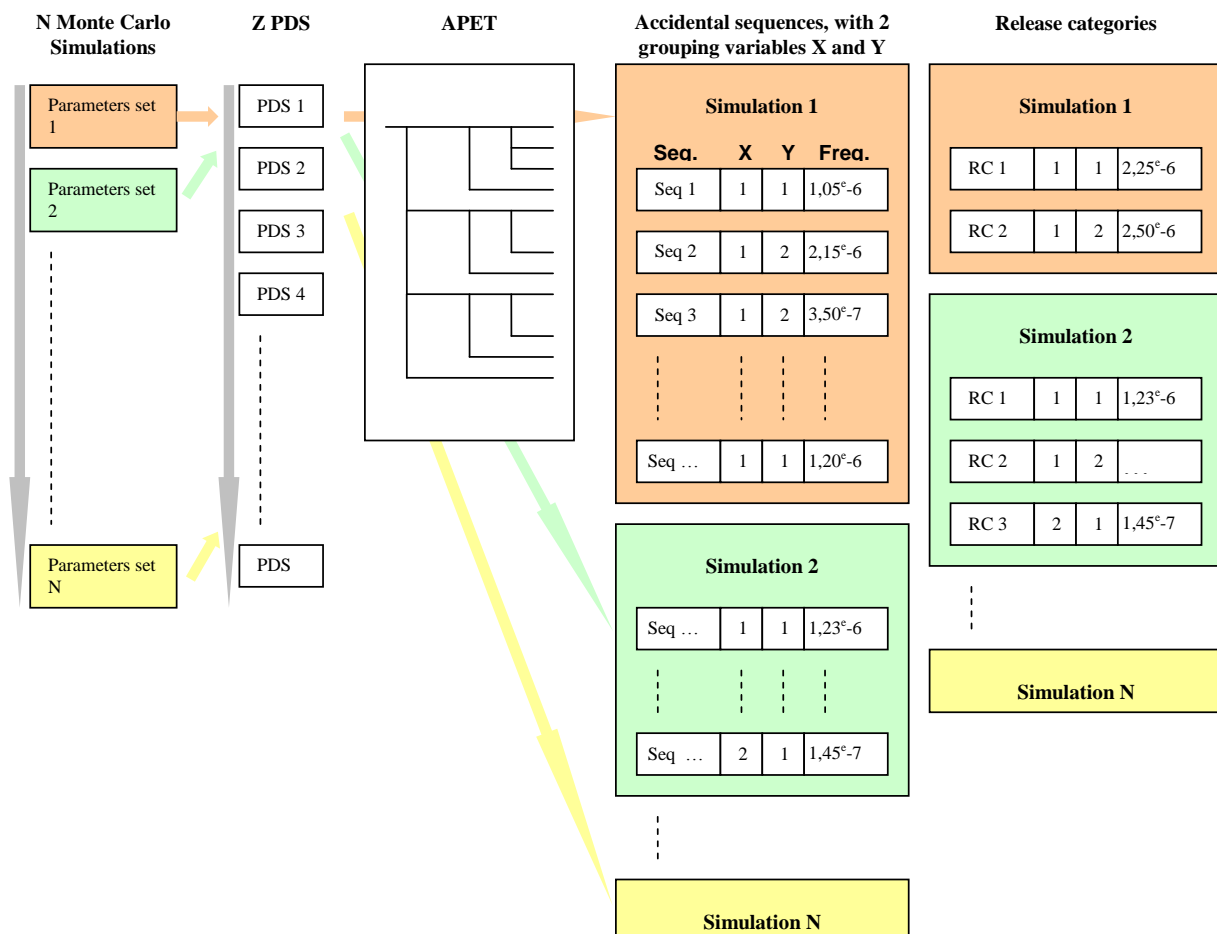 N Monte Carlo
Simulations
Z PDS
APET
Accidental sequences, with 2
grouping variables X and Y
Release categories
Parameters set
1
Parameters set
2
Parameters set
N
PDS 1
PDS 2
PDS 3
PDS 4
PDS
Simulation 1
Seq. X Y Freq.
Seq 1 1 1 1,05e-6
Seq 2 1 2 2,15e-6
Seq 3 1 2 3,50e-7
Seq … 1 1 1,20e-6
Simulation 2
Seq … 1 1 1,23e-6
Seq … 2 1 1,45e-7
Simulation N
Simulation 1
RC 1 1 1 2,25e-6
RC 2 1 2 2,50e-6
Simulation 2
RC 1 1 1 1,23e-6
RC 2 1 2 ...
RC 3 2 1 1,45e-7
Simulation N